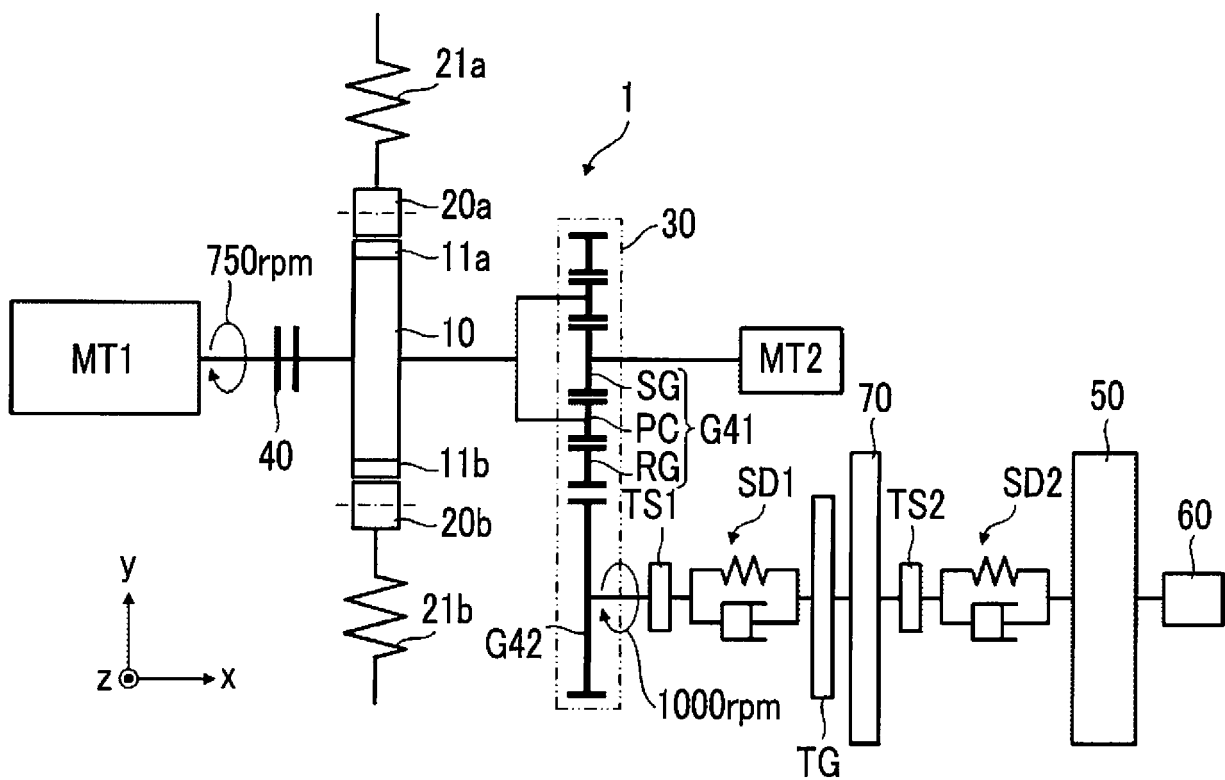 21a
1
20a
30
11a
750rpm
10
MT1
MT2
SG
PC
G41
RG
40
11b
TS1
SD1
70
TS2
SD2
50
60
20b
21b
G42
1000rpm
TG
y
z
x